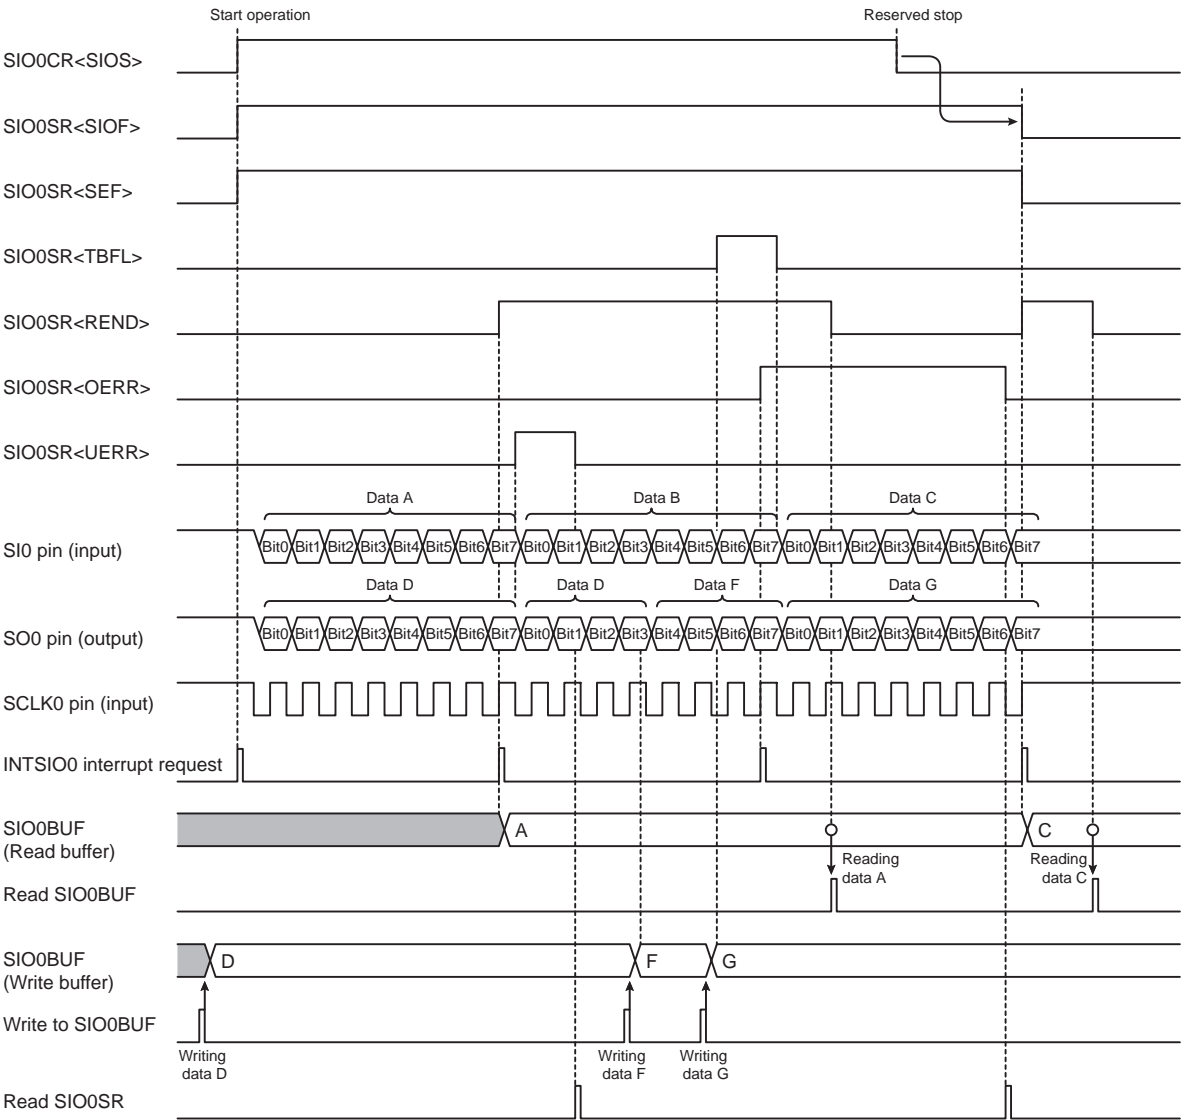 Start operation
Reserved stop
SIO0CR<SIOS>
SIO0SR<SIOF>
SIO0SR<SEF>
SIO0SR<TBFL>
SIO0SR<REND>
SIO0SR<OERR>
SIO0SR<UERR>
Data A Data B Data C
SI0 pin (input) Bit0 Bit1 Bit2 Bit3 Bit4 Bit5 Bit6 Bit7 Bit0 Bit1 Bit2 Bit3 Bit4 Bit5 Bit6 Bit7 Bit0 Bit1 Bit2 Bit3 Bit4 Bit5 Bit6 Bit7
Data D Data D Data F Data G
SO0 pin (output) Bit0 Bit1 Bit2 Bit3 Bit4 Bit5 Bit6 Bit7 Bit0 Bit1 Bit2 Bit3 Bit4 Bit5 Bit6 Bit7 Bit0 Bit1 Bit2 Bit3 Bit4 Bit5 Bit6 Bit7
SCLK0 pin (input)
INTSIO0 interrupt request
SIO0BUF
(Read buffer)
A
C
Reading
data A
Reading
data C
Read SIO0BUF
SIO0BUF
(Write buffer)
D
F
G
Write to SIO0BUF
Writing
data D
Writing
data F
Writing
data G
Read SIO0SR